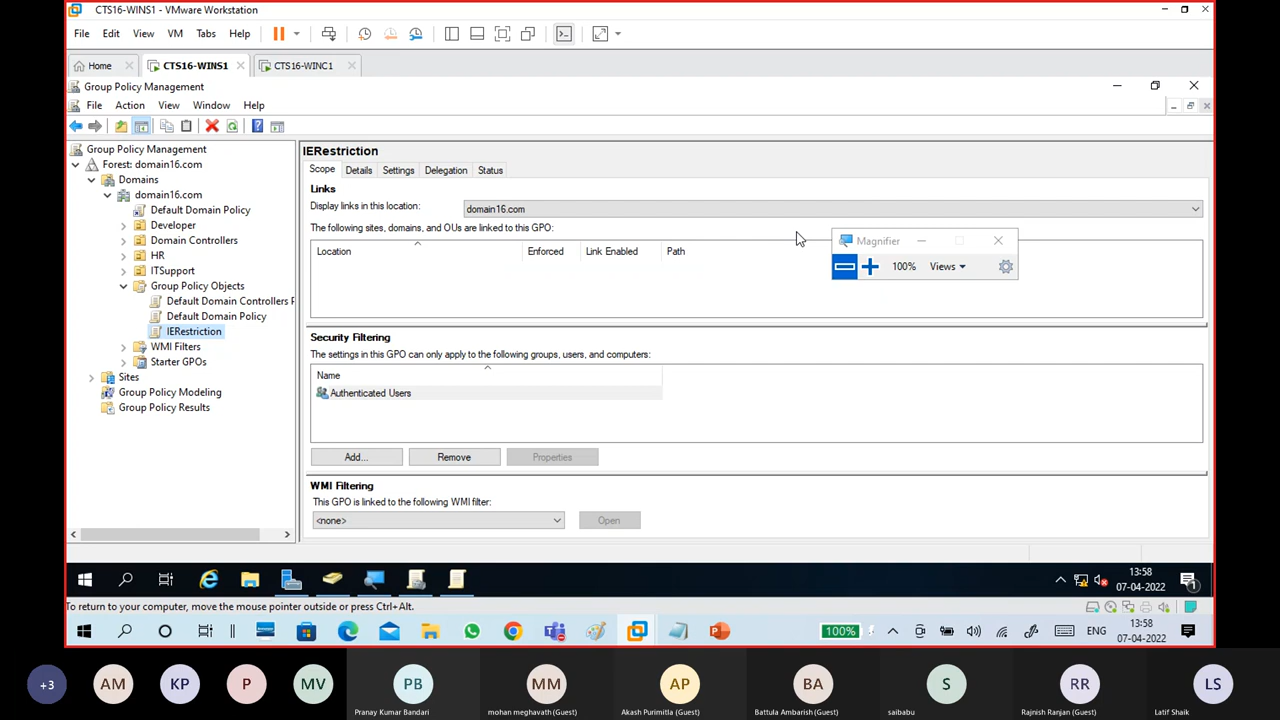 CTS16-WINS1 - VMware Workstation
File Edit View VM Tabs Help
Home CTS16-WINS1 CTS16-WINC1
Group Policy Management
File Action View Window Help
Group Policy Management
Forest: domain16.com
Domains
domain16.com
Default Domain Policy
Developer
Domain Controllers
HR
ITSupport
Group Policy Objects
Default Domain Controllers P
Default Domain Policy
IERestriction
WMI Filters
Starter GPOs
Sites
Group Policy Modeling
Group Policy Results
IERestriction
Scope Details Settings Delegation Status
Links
Display links in this location: domain16.com
The following sites, domains, and OUs are linked to this GPO:
Location Enforced Link Enabled Path
Magnifier
100% Views
Security Filtering
The settings in this GPO can only apply to the following groups, users, and computers:
Name
Authenticated Users
Add... Remove Properties
WMI Filtering
This GPO is linked to the following WMI filter:
<none> Open
13:58
07-04-2022
1
To return to your computer, move the mouse pointer outside or press Ctrl+Alt.
100% ENG 13:58
07-04-2022
+3 AM KP P MV PB MM AP BA S RR LS
Pranay Kumar Bandari mohan meghavath (Guest) Akash Purimitla (Guest) Battula Ambarish (Guest) saibabu Rajnish Ranjan (Guest) Latif Shaik